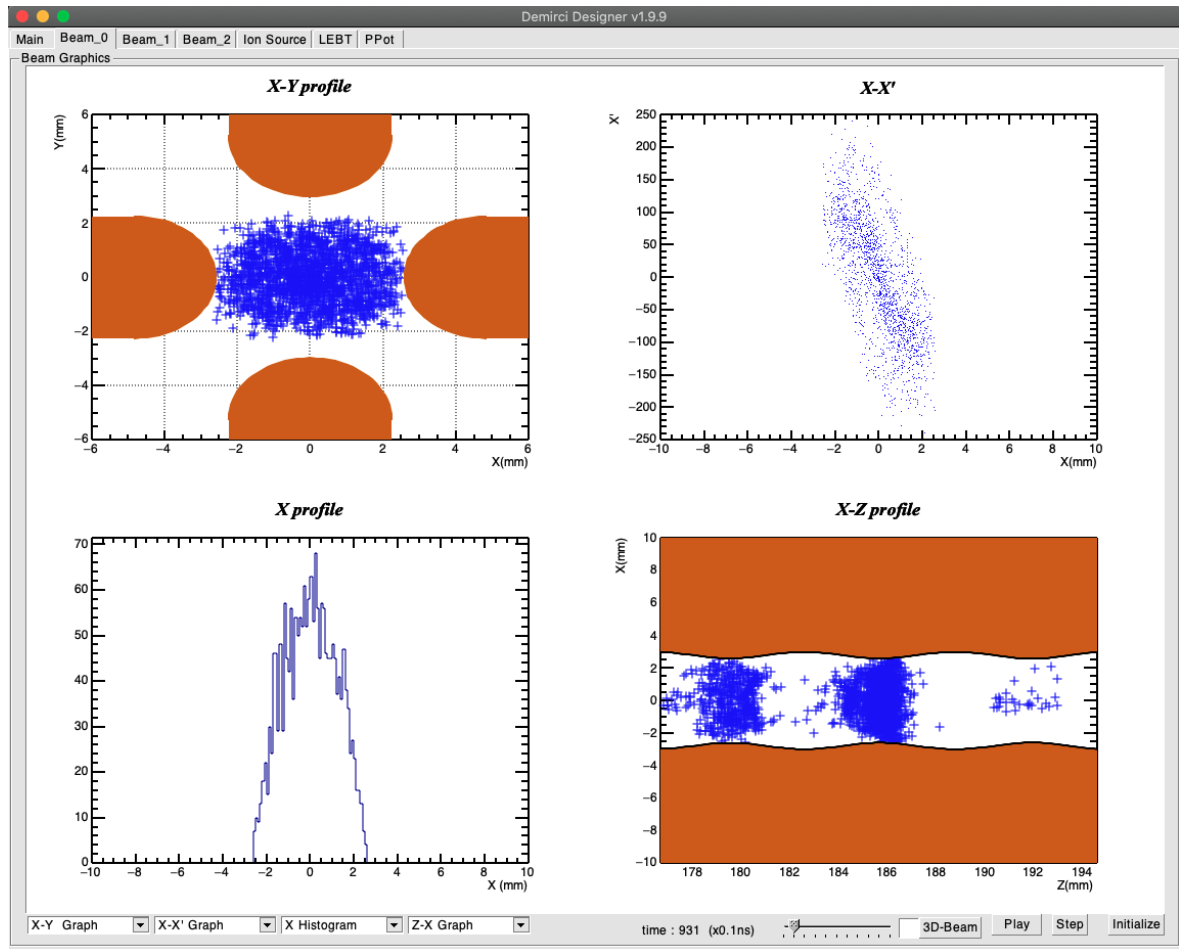 Demirci Designer v1.9.9
Main Beam_0 Beam_1 Beam_2 Ion Source LEBT PPot
Beam Graphics
X-Y profile
Y(mm)
6
4
2
0
−2
−4
−6
−6 −4 −2 0 2 4 6
X(mm)
X-X'
X'
250
200
150
100
50
0
−50
−100
−150
−200
−250
−10 −8 −6 −4 −2 0 2 4 6 8 10
X(mm)
X profile
70
60
50
40
30
20
10
0
−10 −8 −6 −4 −2 0 2 4 6 8 10
X (mm)
X-Z profile
X(mm)
10
8
6
4
2
0
−2
−4
−6
−8
−10
178 180 182 184 186 188 190 192 194
Z(mm)
X-Y Graph X-X' Graph X Histogram Z-X Graph time : 931 (x0.1ns) 3D-Beam Play Step Initialize